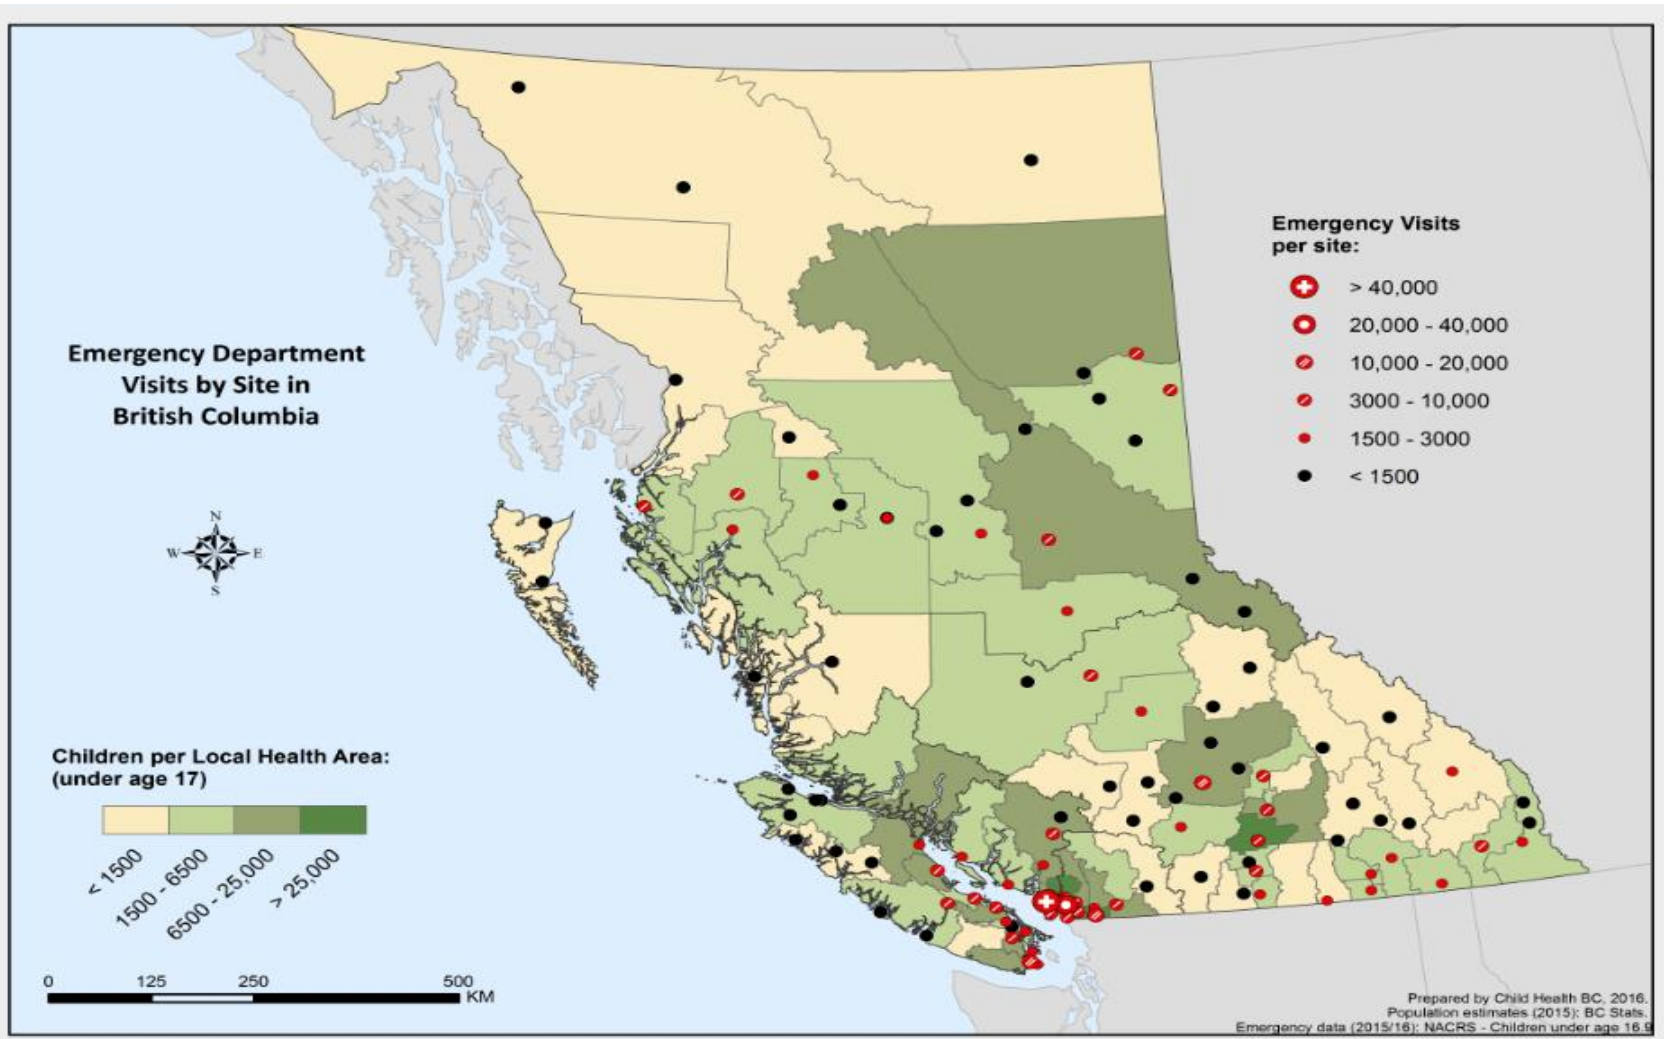 Emergency Department
Visits by Site in
British Columbia
N
W
E
S
Emergency Visits
per site:
> 40,000
20,000 - 40,000
10,000 - 20,000
3000 - 10,000
1500 - 3000
< 1500
Children per Local Health Area:
(under age 17)
< 1500
1500 - 6500
6500 - 25,000
> 25,000
0 125 250 500
KM
Prepared by Child Health BC, 2016.
Population estimates (2015): BC Stats.
Emergency data (2015/16): NACRS - Children under age 16.9